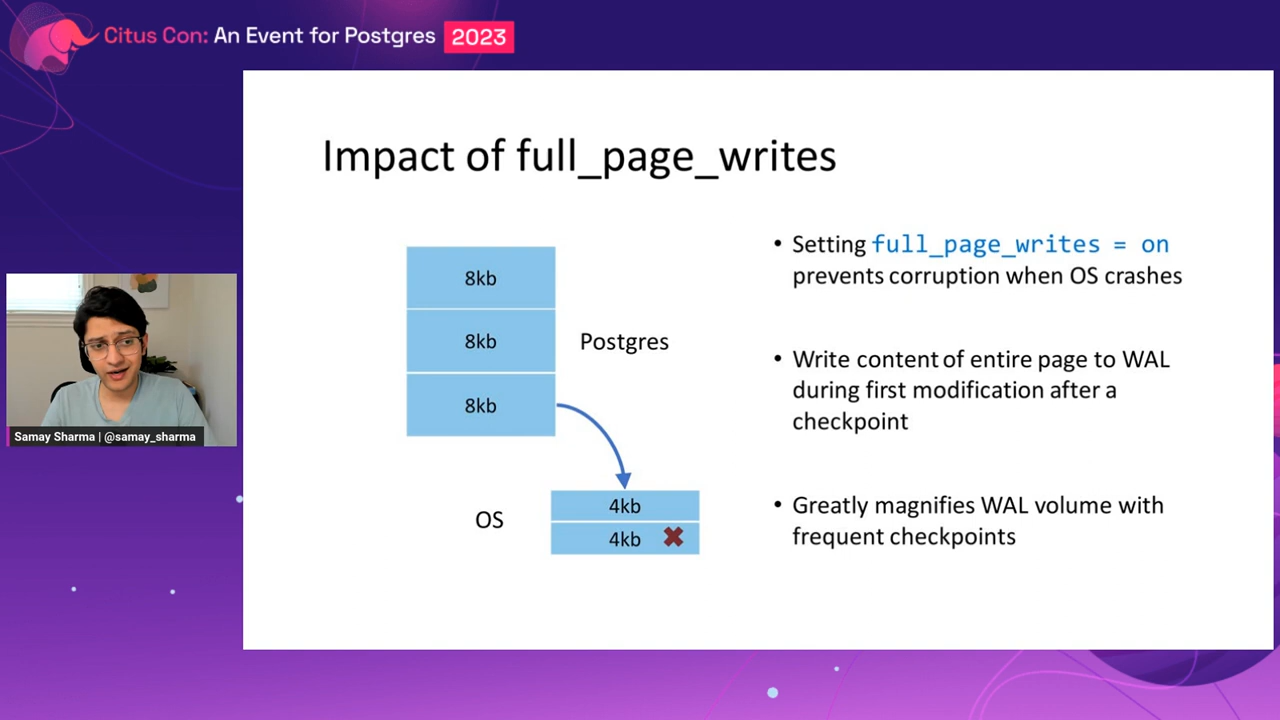 Citus Con: An Event for Postgres 2023
Impact of full_page_writes
8kb
8kb
8kb
Postgres
OS
4kb
4kb
• Setting full_page_writes = on
prevents corruption when OS crashes
• Write content of entire page to WAL
during first modification after a
checkpoint
• Greatly magnifies WAL volume with
frequent checkpoints
Samay Sharma | @samay_sharma